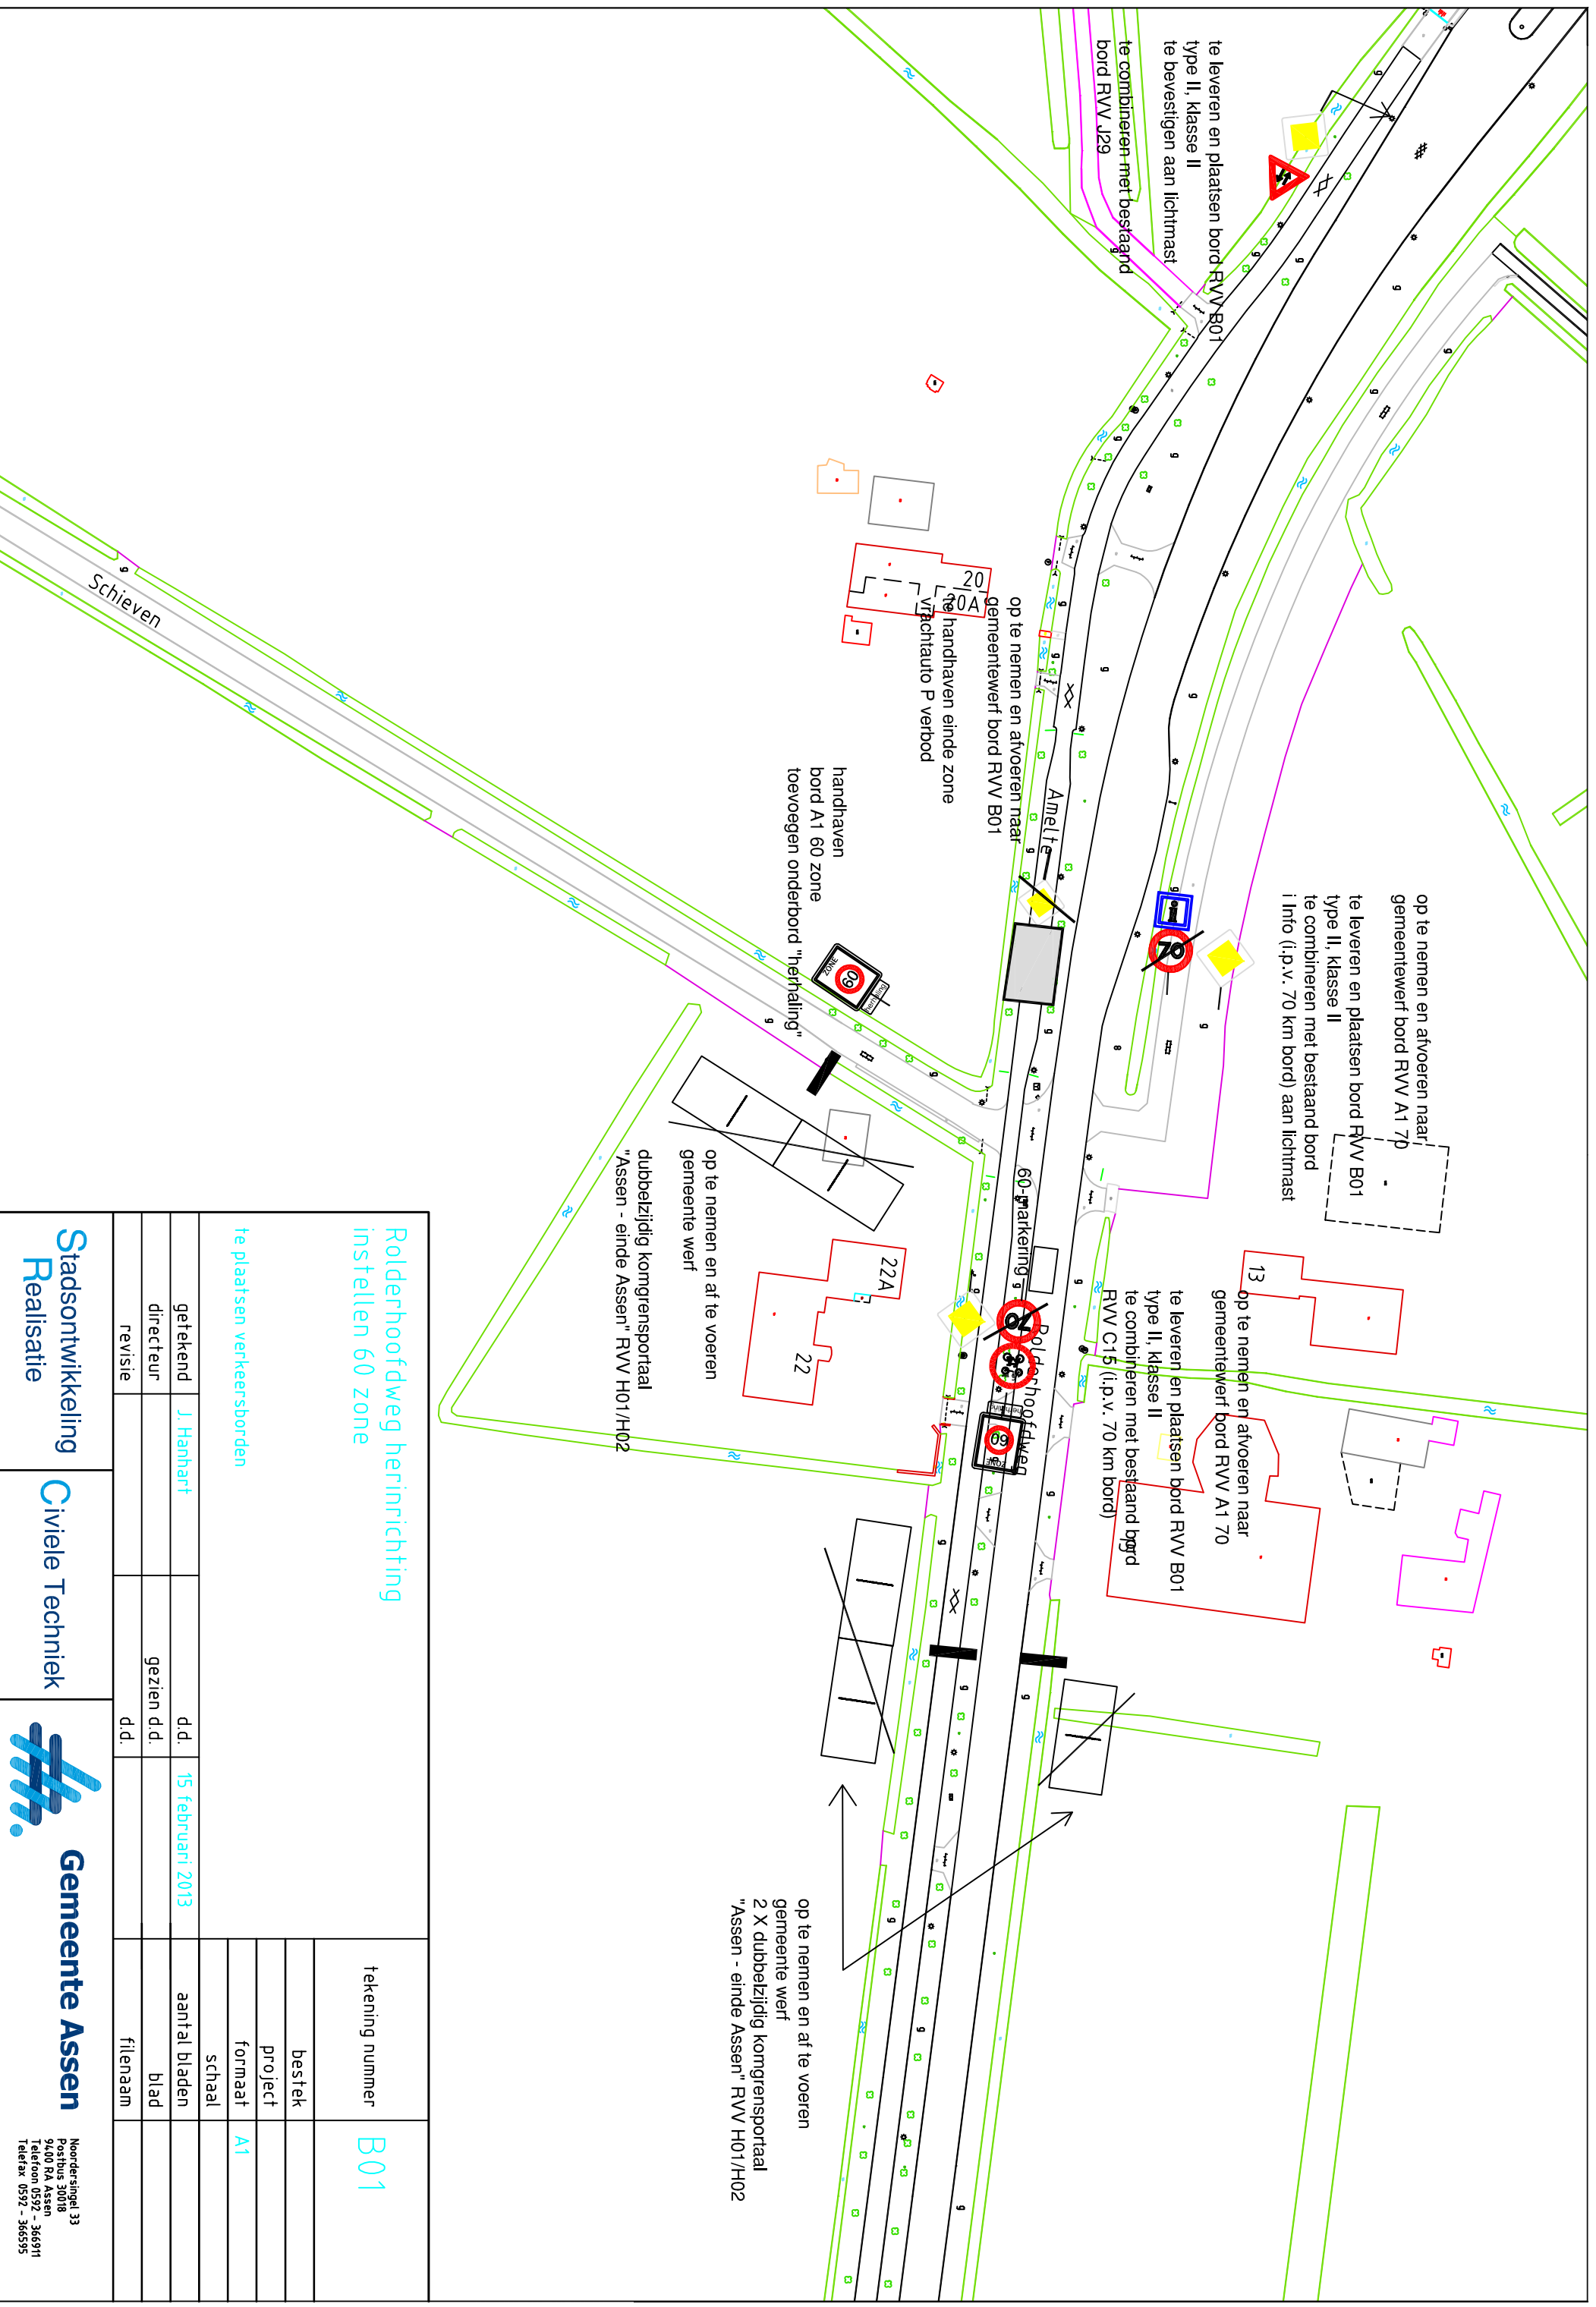 te leveren en plaatsen bord RVV B01
type II, klasse II
te bevestigen aan lichtmast
te combineren met bestaand
bord RVV J29
op te nemen en afvoeren naar
gemeentewerf bord RVV A1 70
te leveren en plaatsen bord RVV B01
type II, klasse II
te combineren met bestaand bord
i Info (i.p.v. 70 km bord) aan lichtmast
op te nemen en afvoeren naar
gemeentewerf bord RVV B01
te handhaven einde zone
vrachtauto P verbod
20
20A
Amelte
70
handhaven
bord A1 60 zone
toevoegen onderbord "herhaling"
ZONE
60
herhaling
Schieven
60-markering
Rolderhoofdweg
70
herhaling
60
ZONE
op te nemen en afvoeren naar
gemeentewerf bord RVV A1 70
te leveren en plaatsen bord RVV B01
type II, klasse II
te combineren met bestaand bord
RVV C15 (i.p.v. 70 km bord)
13
22A
22
op te nemen en af te voeren
gemeente werf
dubbelzijdig komgrensportaal
"Assen - einde Assen" RVV H01/H02
op te nemen en af te voeren
gemeente werf
2 X dubbelzijdig komgrensportaal
"Assen - einde Assen" RVV H01/H02
Rolderhoofdweg herinrichting
instellen 60 zone
te plaatsen verkeersborden
tekening nummer B01
bestek
project
formaat A1
schaal
getekend J. Hanhart d.d. 15 februari 2013 aantal bladen
directeur gezien d.d. blad
revisie d.d. filenaam
Stadsontwikkeling
Realisatie
Civiele Techniek
Gemeente Assen
Noordersingel 33
Postbus 30018
9400 RA Assen
Telefoon 0592 - 366911
Telefax 0592 - 366595